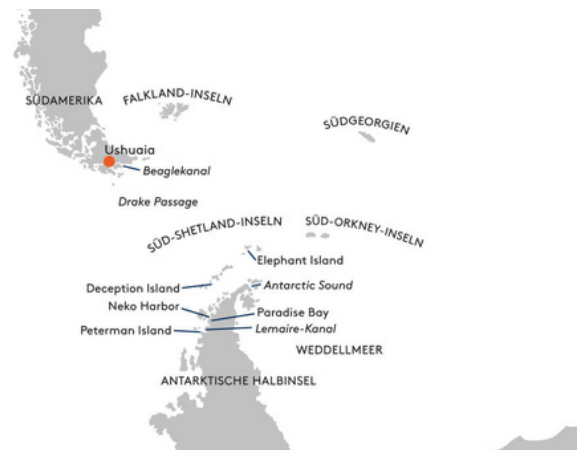 SÜDAMERIKA
FALKLAND-INSELN
SÜDGEORGIEN
Ushuaia
Beaglekanal
Drake Passage
SÜD-SHETLAND-INSELN
SÜD-ORKNEY-INSELN
Elephant Island
Deception Island
Antarctic Sound
Neko Harbor
Paradise Bay
Peterman Island
Lemaire-Kanal
WEDDELLMEER
ANTARKTISCHE HALBINSEL